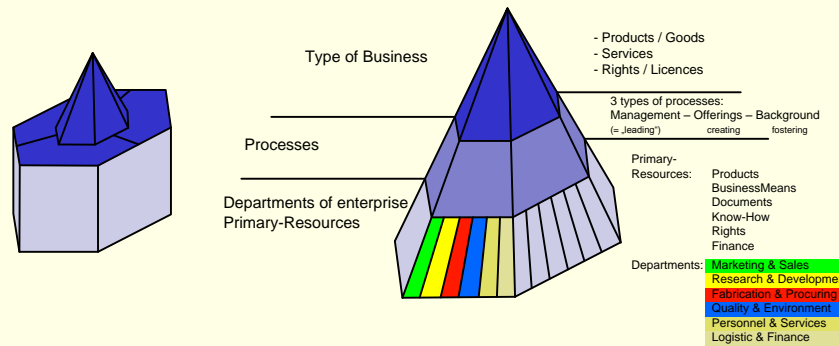 Type of Business
- Products / Goods
- Services
- Rights / Licences
3 types of processes:
Management – Offerings – Background
(= „leading“) creating fostering
Processes
Departments of enterprise
Primary-Resources
Primary-
Resources:
Products
BusinessMeans
Documents
Know-How
Rights
Finance
Departments:
Marketing & Sales
Research & Developme
Fabrication & Procuring
Quality & Environment
Personnel & Services
Logistic & Finance